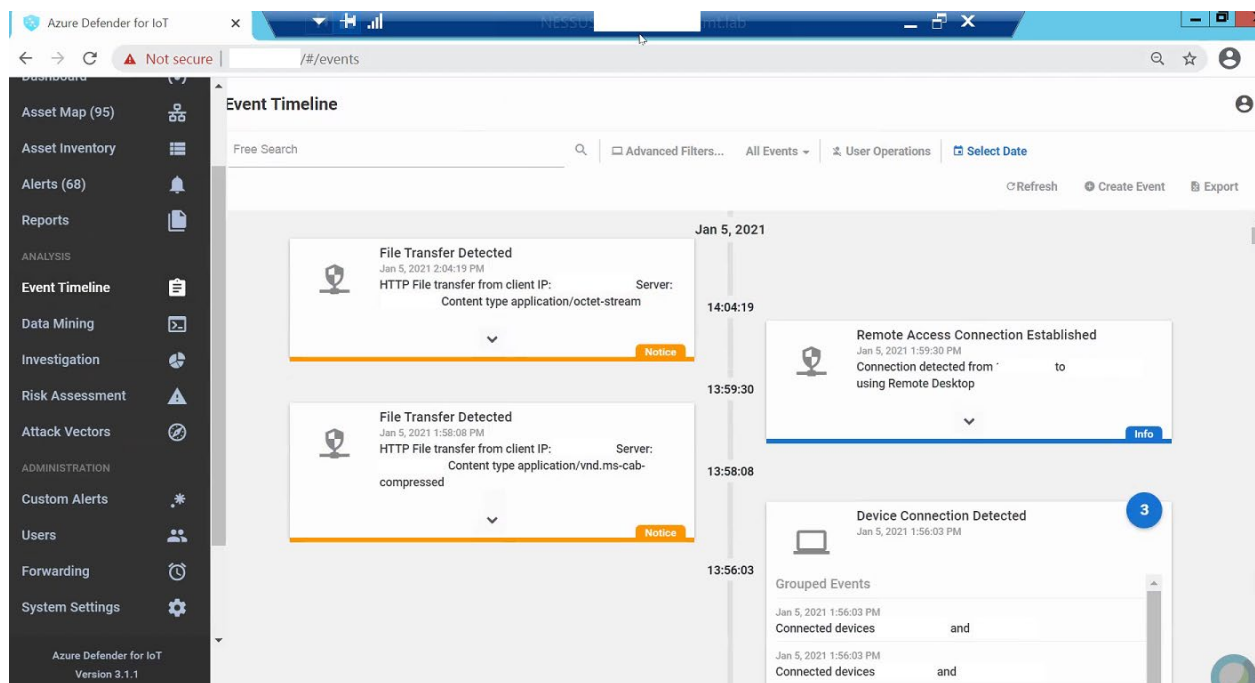 Azure Defender for IoT
NESSUS
mt.lab
Not secure
/#/events
Dashboard
Asset Map (95)
Asset Inventory
Alerts (68)
Reports
ANALYSIS
Event Timeline
Data Mining
Investigation
Risk Assessment
Attack Vectors
ADMINISTRATION
Custom Alerts
Users
Forwarding
System Settings
Azure Defender for IoT
Version 3.1.1
Event Timeline
Free Search
Advanced Filters...
All Events
User Operations
Select Date
Refresh
Create Event
Export
Jan 5, 2021
File Transfer Detected
Jan 5, 2021 2:04:19 PM
HTTP File transfer from client IP: Server:
Content type application/octet-stream
Notice
14:04:19
Remote Access Connection Established
Jan 5, 2021 1:59:30 PM
Connection detected from to
using Remote Desktop
Info
13:59:30
File Transfer Detected
Jan 5, 2021 1:58:08 PM
HTTP File transfer from client IP: Server:
Content type application/vnd.ms-cab-
compressed
Notice
13:58:08
Device Connection Detected
3
Jan 5, 2021 1:56:03 PM
13:56:03
Grouped Events
Jan 5, 2021 1:56:03 PM
Connected devices and
Jan 5, 2021 1:56:03 PM
Connected devices and